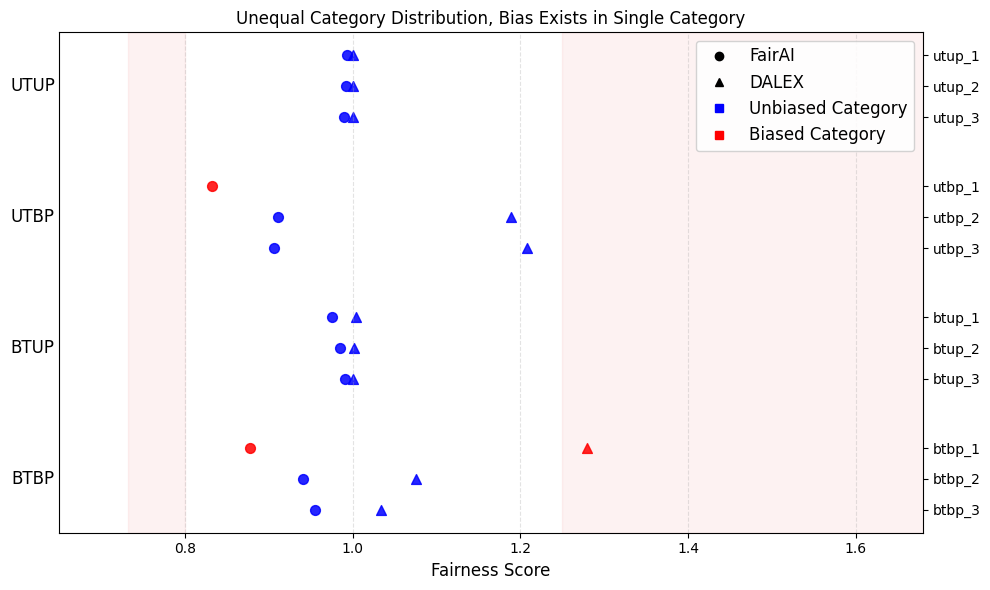 Unequal Category Distribution, Bias Exists in Single Category
FairAI
DALEX
Unbiased Category
Biased Category
UTUP
utup_1
utup_2
utup_3
UTBP
utbp_1
utbp_2
utbp_3
BTUP
btup_1
btup_2
btup_3
BTBP
btbp_1
btbp_2
btbp_3
0.8 1.0 1.2 1.4 1.6
Fairness Score